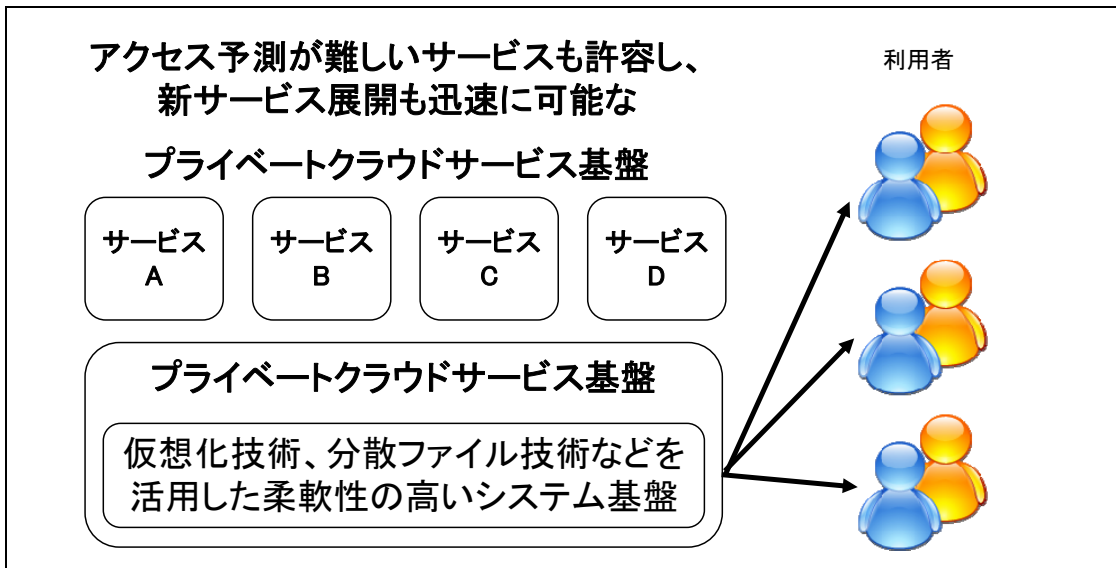 アクセス予測が難しいサービスも許容し、
新サービス展開も迅速に可能な
プライベートクラウドサービス基盤
サービス
A
サービス
B
サービス
C
サービス
D
プライベートクラウドサービス基盤
仮想化技術、分散ファイル技術などを
活用した柔軟性の高いシステム基盤
利用者